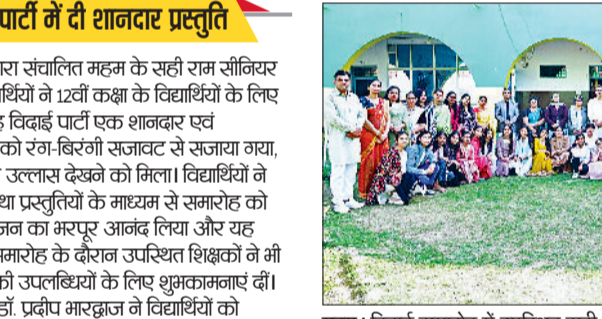 पार्टी में दी शानदार प्रस्तुति
ारा संचालित महम के सही राम सीनियर
र्थियों ने 12वीं कक्षा के विद्यार्थियों के लिए
ह विदाई पार्टी एक शानदार एवं
को रंग-बिरंगी सजावट से सजाया गया,
उल्लास देखने को मिला। विद्यार्थियों ने
था प्रस्तुतियों के माध्यम से समारोह को
जन का भरपूर आनंद लिया और यह
समारोह के दौरान उपस्थित शिक्षकों ने भी
की उपलब्धियों के लिए शुभकामनाएं दीं।
डॉ. प्रदीप भारद्वाज ने विद्यार्थियों को